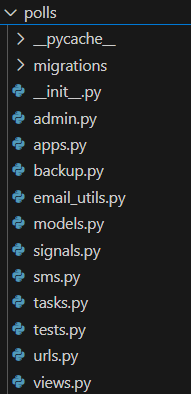 polls
__pycache__
migrations
__init__.py
admin.py
apps.py
backup.py
email_utils.py
models.py
signals.py
sms.py
tasks.py
tests.py
urls.py
views.py